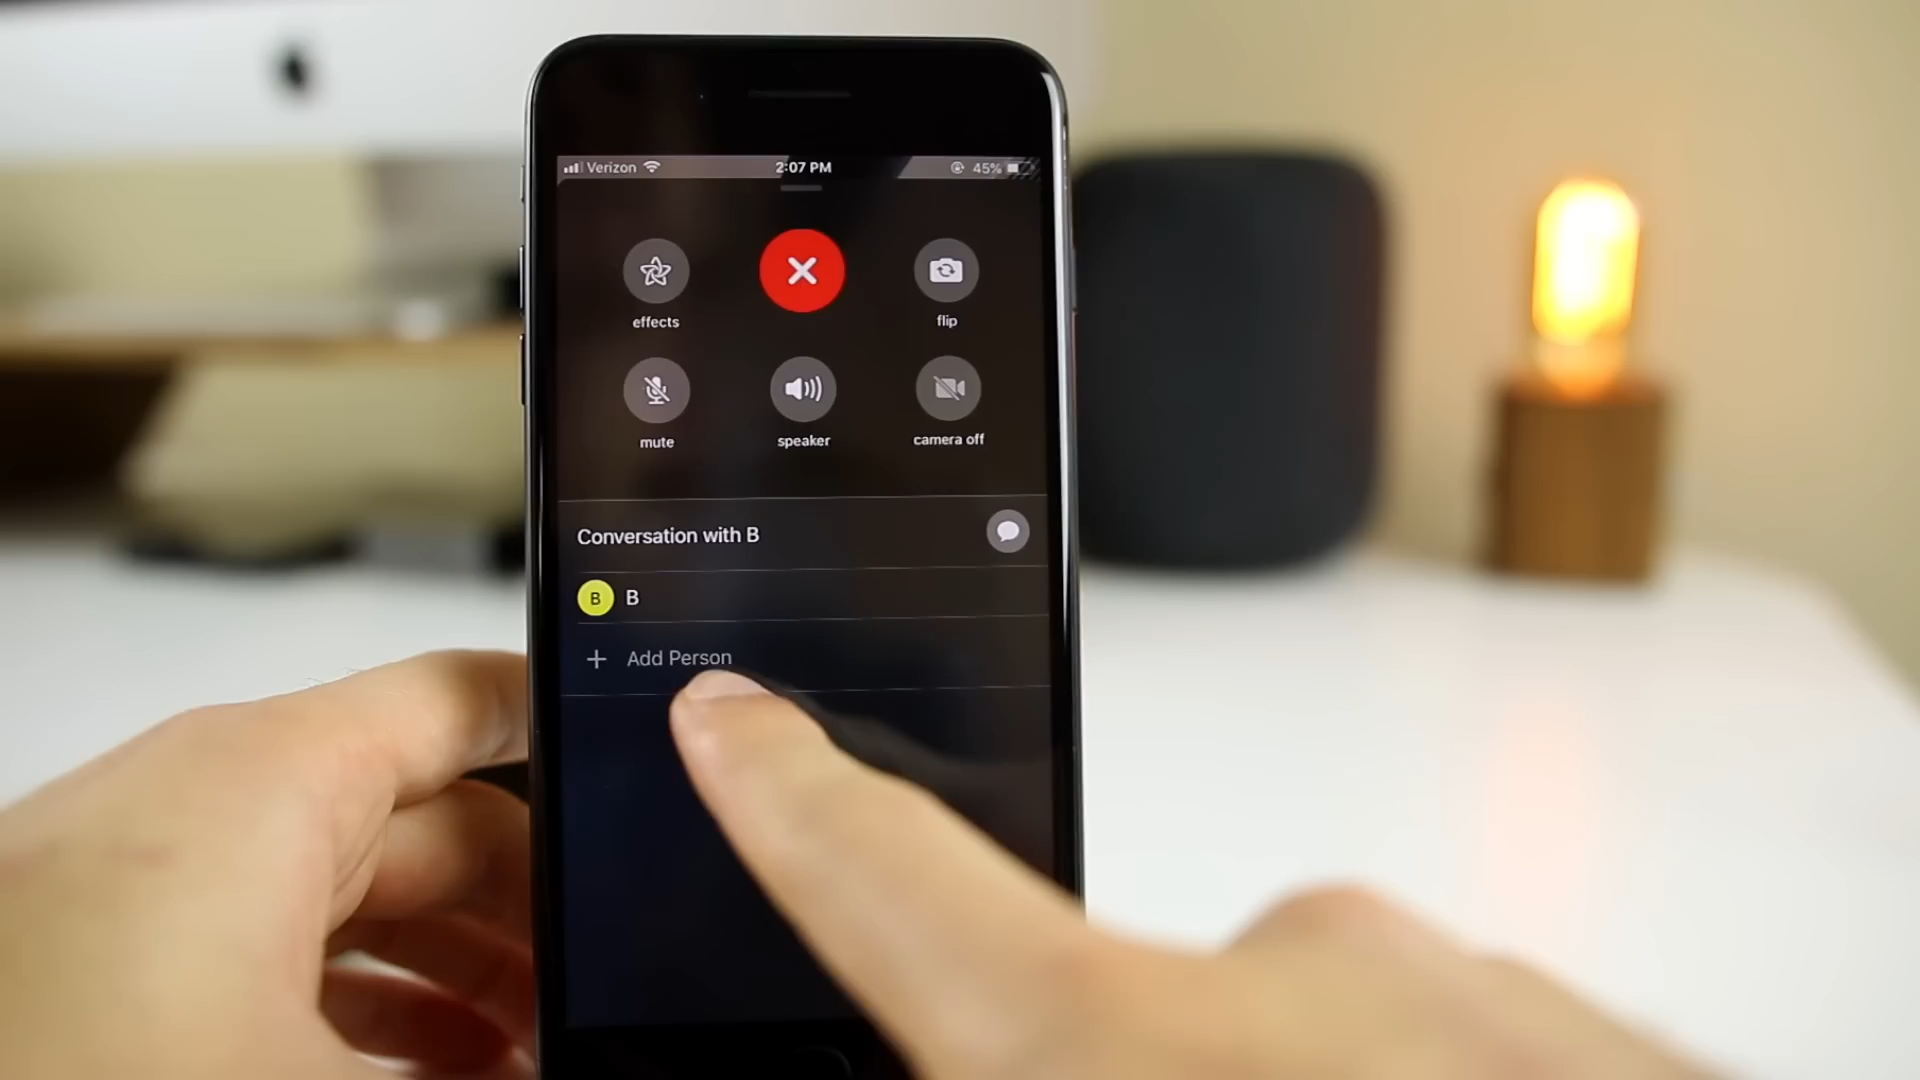 Verizon 2:07 PM 45%
effects flip
mute speaker camera off
Conversation with B
B B
+ Add Person